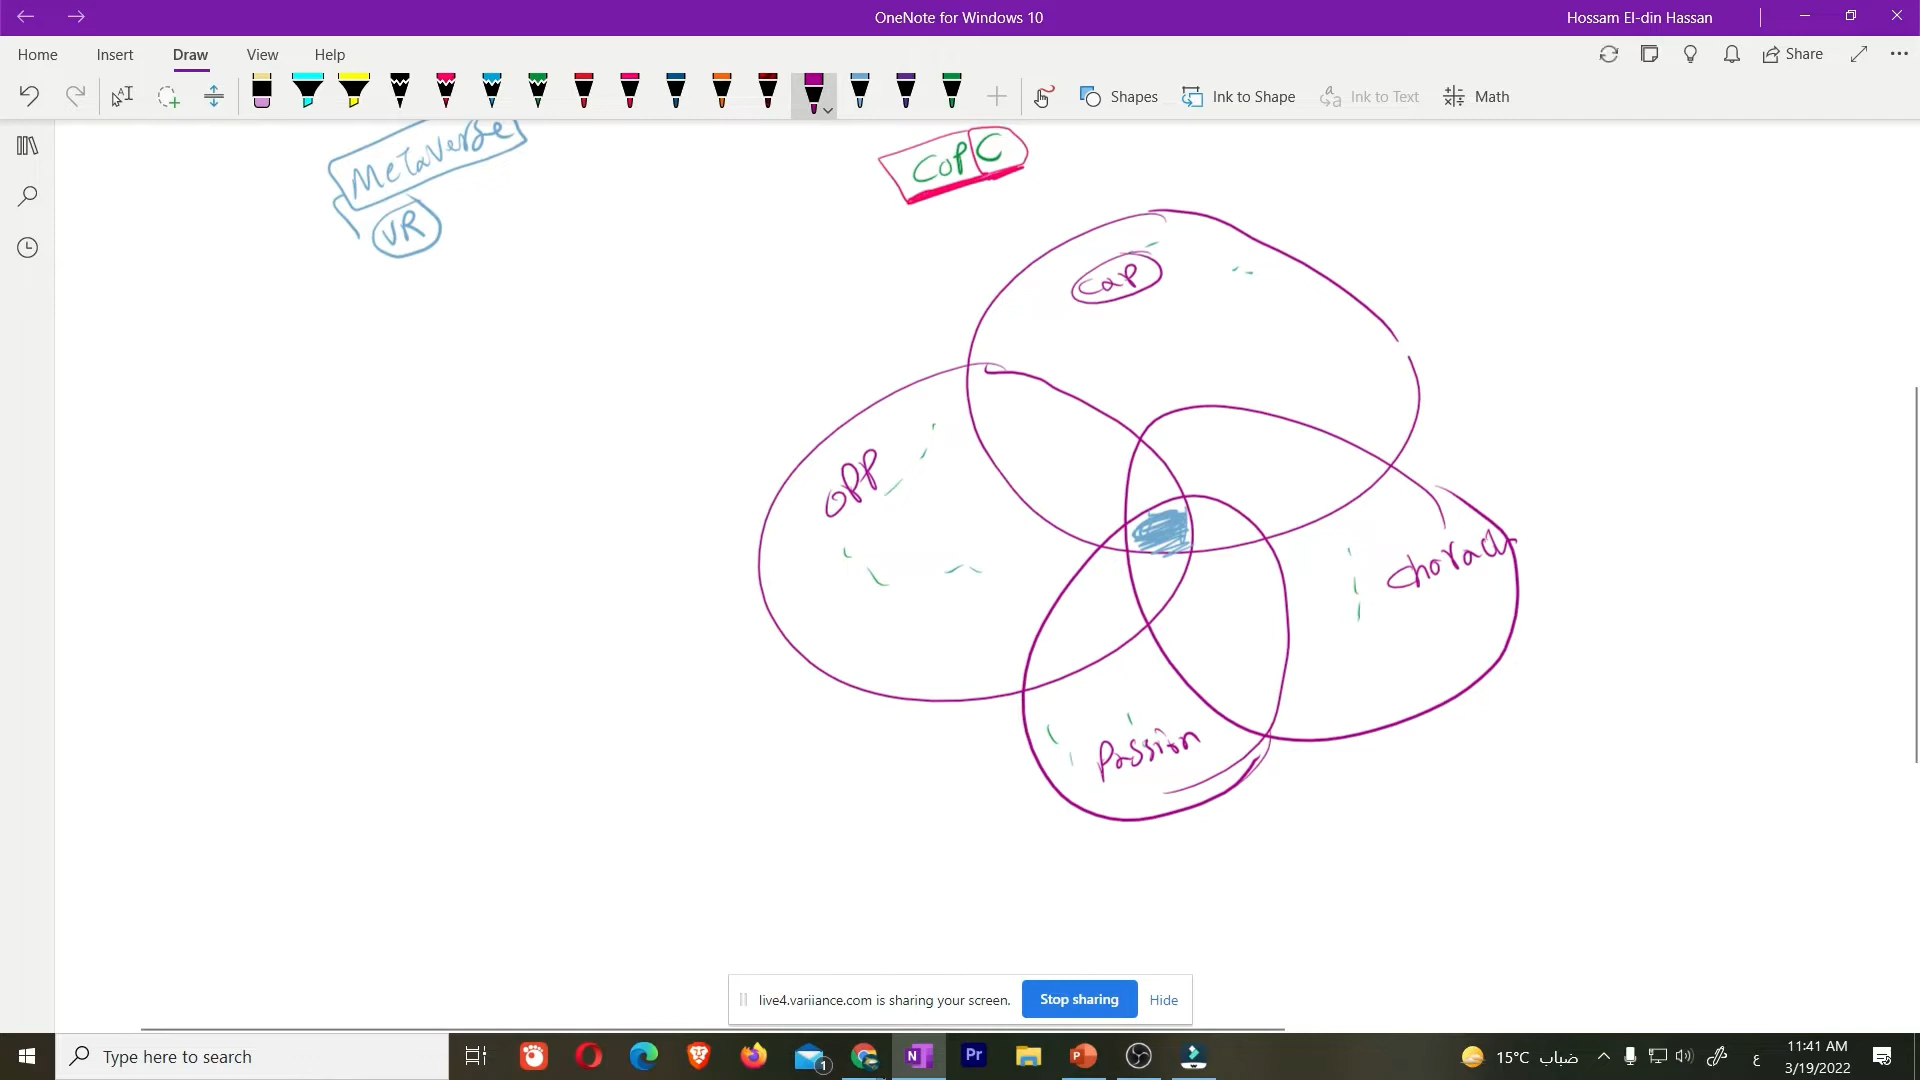 OneNote for Windows 10
Hossam El-din Hassan
Home Insert Draw View Help
Share
Shapes Ink to Shape Ink to Text Math
MetaVerse
VR
CoPC
Cap
OPP
Charact
Passion
live4.variiance.com is sharing your screen. Stop sharing Hide
Type here to search
1
Pr
15°C ضباب
ع
11:41 AM
3/19/2022